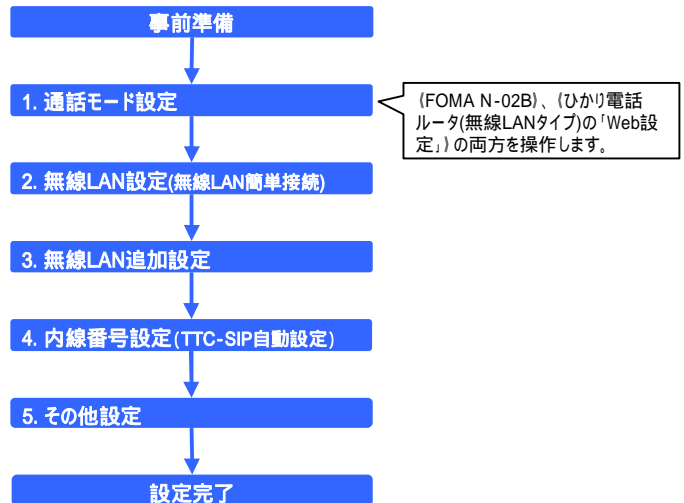 事前準備
1. 通話モード設定
《FOMA N-02B》、《ひかり電話
ルータ(無線LANタイプ)の「Web設
定」》の両方を操作します。
2. 無線LAN設定(無線LAN簡単接続)
3. 無線LAN追加設定
4. 内線番号設定(TTC-SIP自動設定)
5. その他設定
設定完了